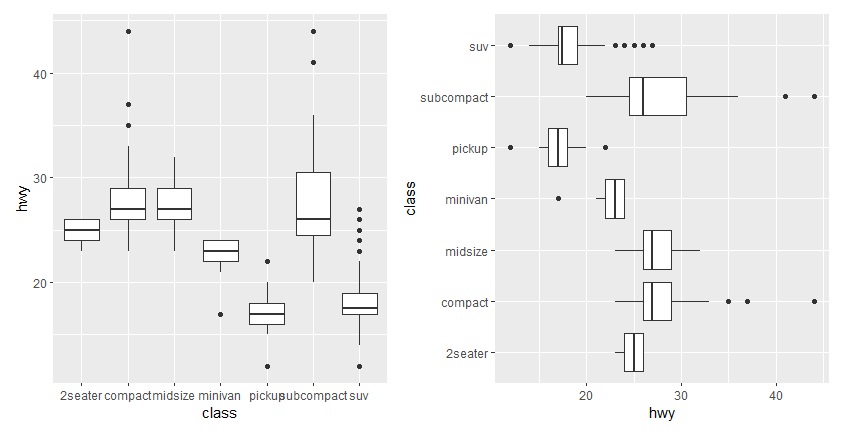 hwy
40
30
20
2seater compact midsize minivan pickup subcompact suv
class
class
suv
subcompact
pickup
minivan
midsize
compact
2seater
20 30 40
hwy